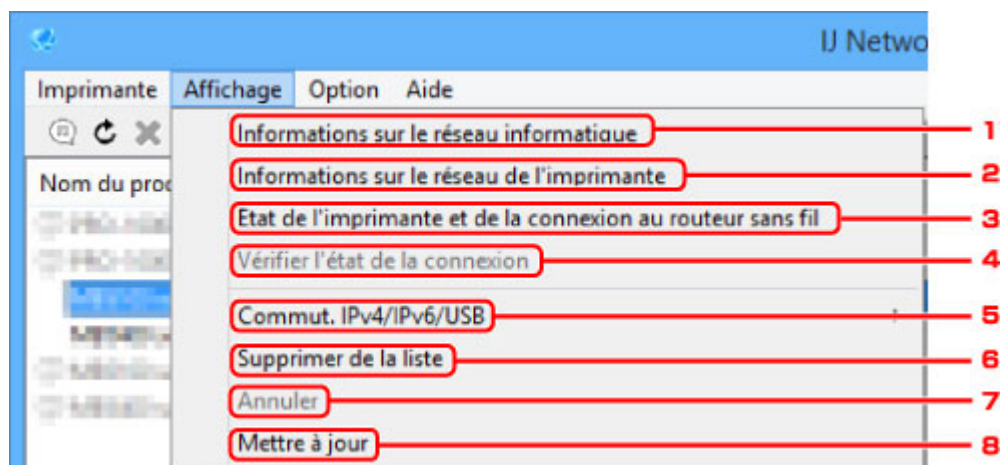 IJ Netwo
Imprimante Affichage Option Aide
Informations sur le réseau informatique 1
Nom du prod
Informations sur le réseau de l'imprimante 2
Etat de l'imprimante et de la connexion au routeur sans fil 3
Vérifier l'état de la connexion 4
Commut. IPv4/IPv6/USB 5
Supprimer de la liste 6
Annuler 7
Mettre à jour 8